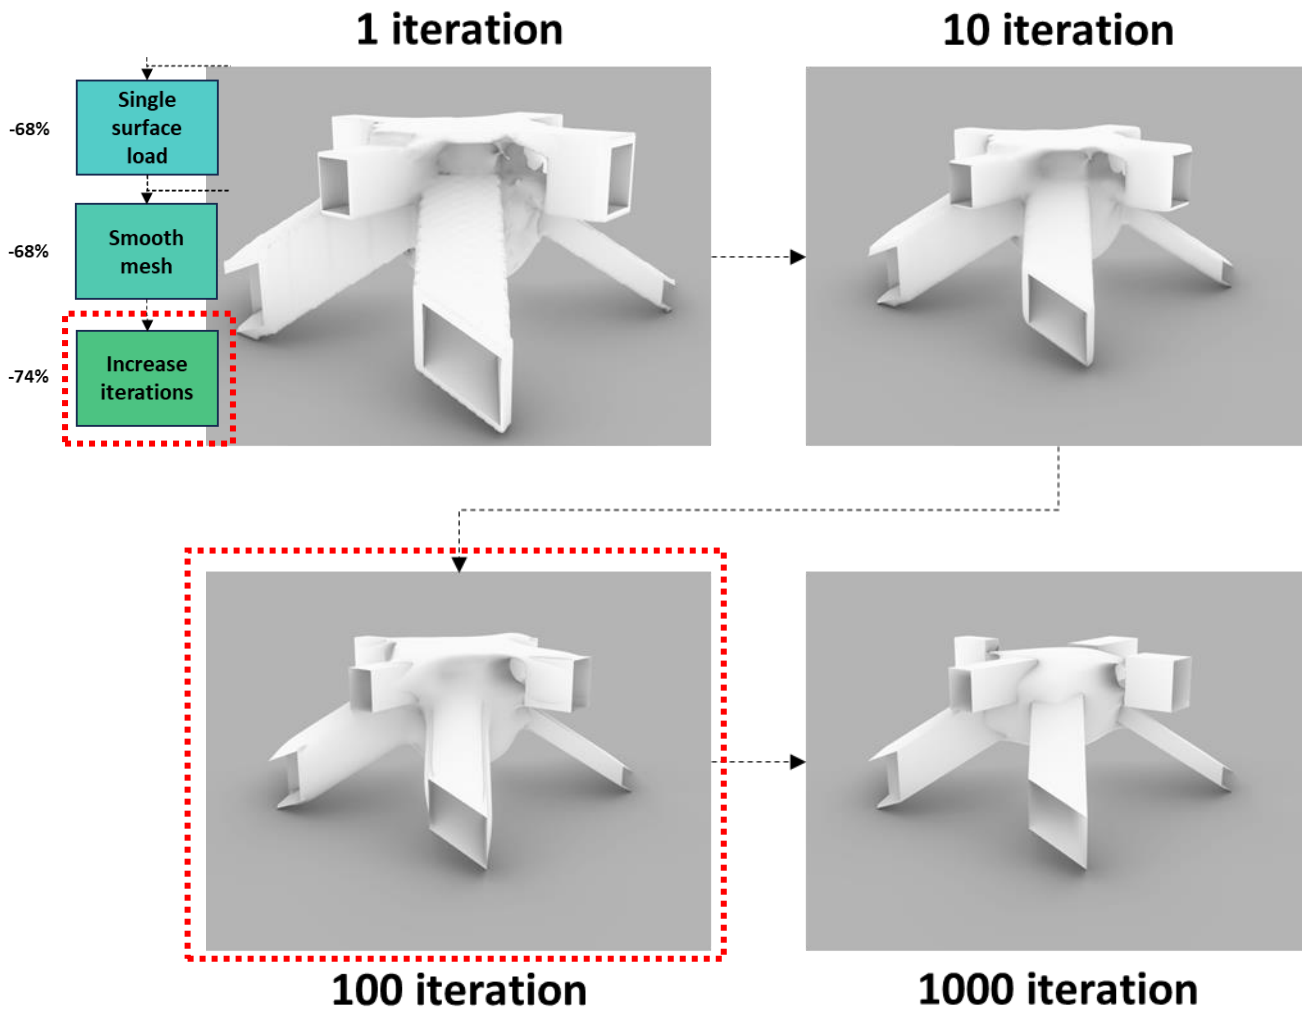 1 iteration
10 iteration
-68%
Single
surface
load
-68%
Smooth
mesh
-74%
Increase
iterations
100 iteration
1000 iteration